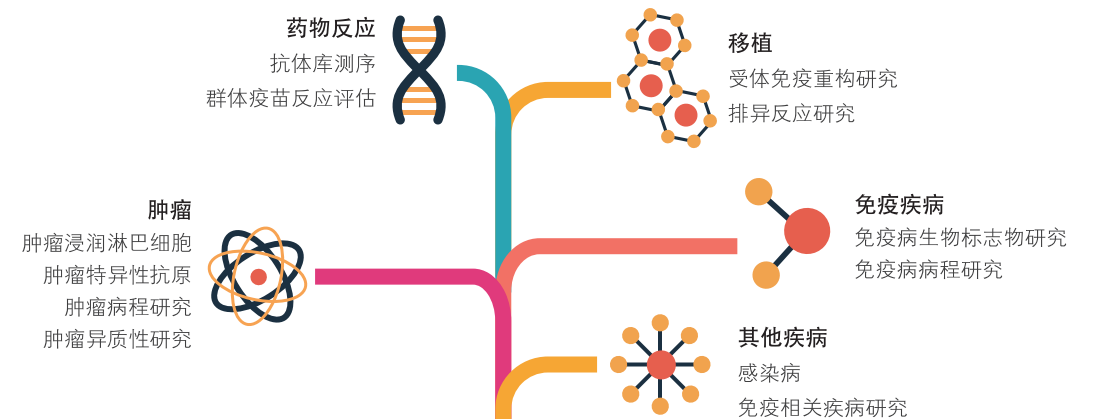 药物反应
抗体库测序
群体疫苗反应评估
移植
受体免疫重构研究
排异反应研究
肿瘤
肿瘤浸润淋巴细胞
肿瘤特异性抗原
肿瘤病程研究
肿瘤异质性研究
免疫疾病
免疫病生物标志物研究
免疫病病程研究
其他疾病
感染病
免疫相关疾病研究